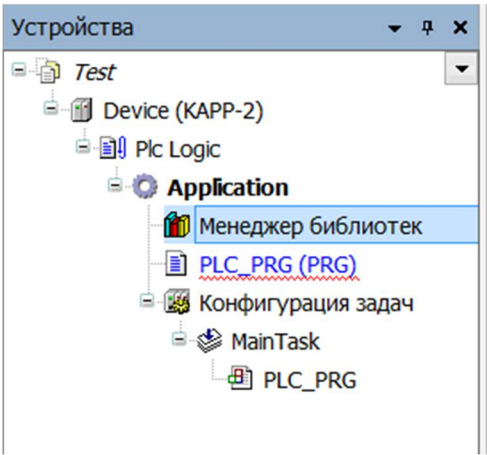 Устройства
Test
Device (KAPP-2)
Plc Logic
Application
Менеджер библиотек
PLC_PRG (PRG)
Конфигурация задач
MainTask
PLC_PRG